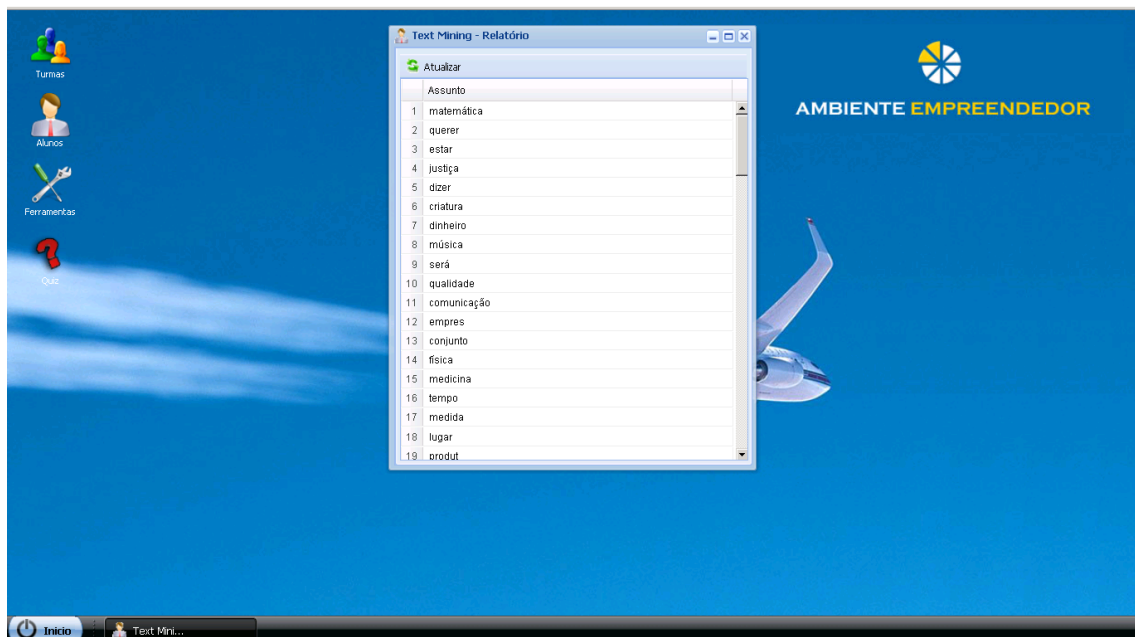 Turmas
Alunos
Ferramentas
Quiz
Text Mining - Relatório
Atualizar
Assunto
1 matemática
2 querer
3 estar
4 justiça
5 dizer
6 criatura
7 dinheiro
8 música
9 será
10 qualidade
11 comunicação
12 empres
13 conjunto
14 física
15 medicina
16 tempo
17 medida
18 lugar
19 produt
AMBIENTE EMPREENDEDOR
Inicio
Text Mini...